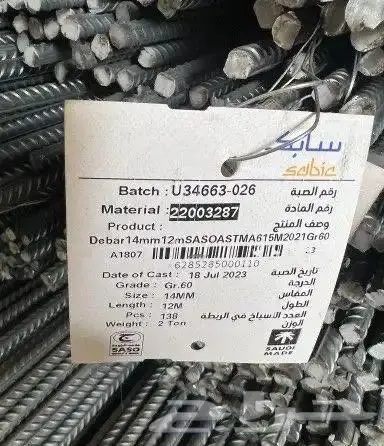 سابك
sabic
Batch : U34663-026 رقم الصبة
Material : 22003287 رقم المادة
Product : وصف المنتج
Debar14mm12mSASOASTMA615M2021Gr60
A1807
6285285000110
Date of Cast : 18 Jul 2023 تاريخ الصبة
Grade : Gr.60 الدرجة
Size : 14MM المقاس
Length : 12M الطول
Pcs : 138 العدد الأسياخ في الربطة
Weight : 2 Ton الوزن
SASO
SAUDI
MADE
حراج